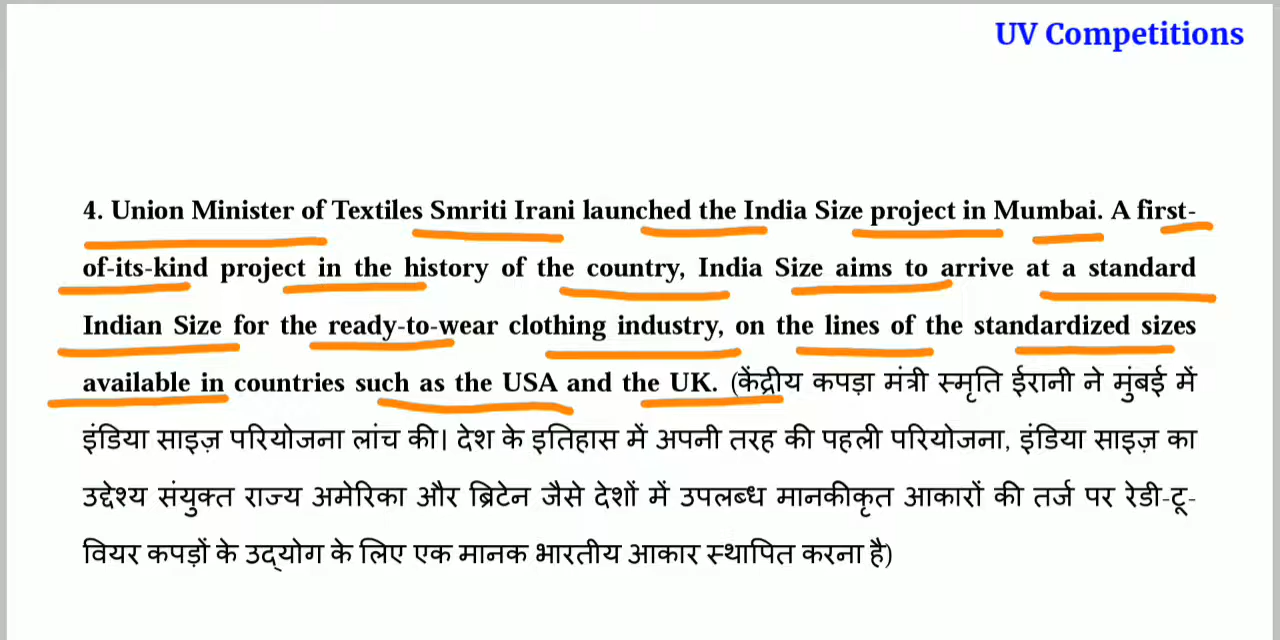 UV Competitions
4. Union Minister of Textiles Smriti Irani launched the India Size project in Mumbai. A first-
of-its-kind project in the history of the country, India Size aims to arrive at a standard
Indian Size for the ready-to-wear clothing industry, on the lines of the standardized sizes
available in countries such as the USA and the UK. (केंद्रीय कपड़ा मंत्री स्मृति ईरानी ने मुंबई में
इंडिया साइज़ परियोजना लांच की। देश के इतिहास में अपनी तरह की पहली परियोजना, इंडिया साइज़ का
उद्देश्य संयुक्त राज्य अमेरिका और ब्रिटेन जैसे देशों में उपलब्ध मानकीकृत आकारों की तर्ज पर रेडी-टू-
वियर कपड़ों के उद्‌योग के लिए एक मानक भारतीय आकार स्थापित करना है)